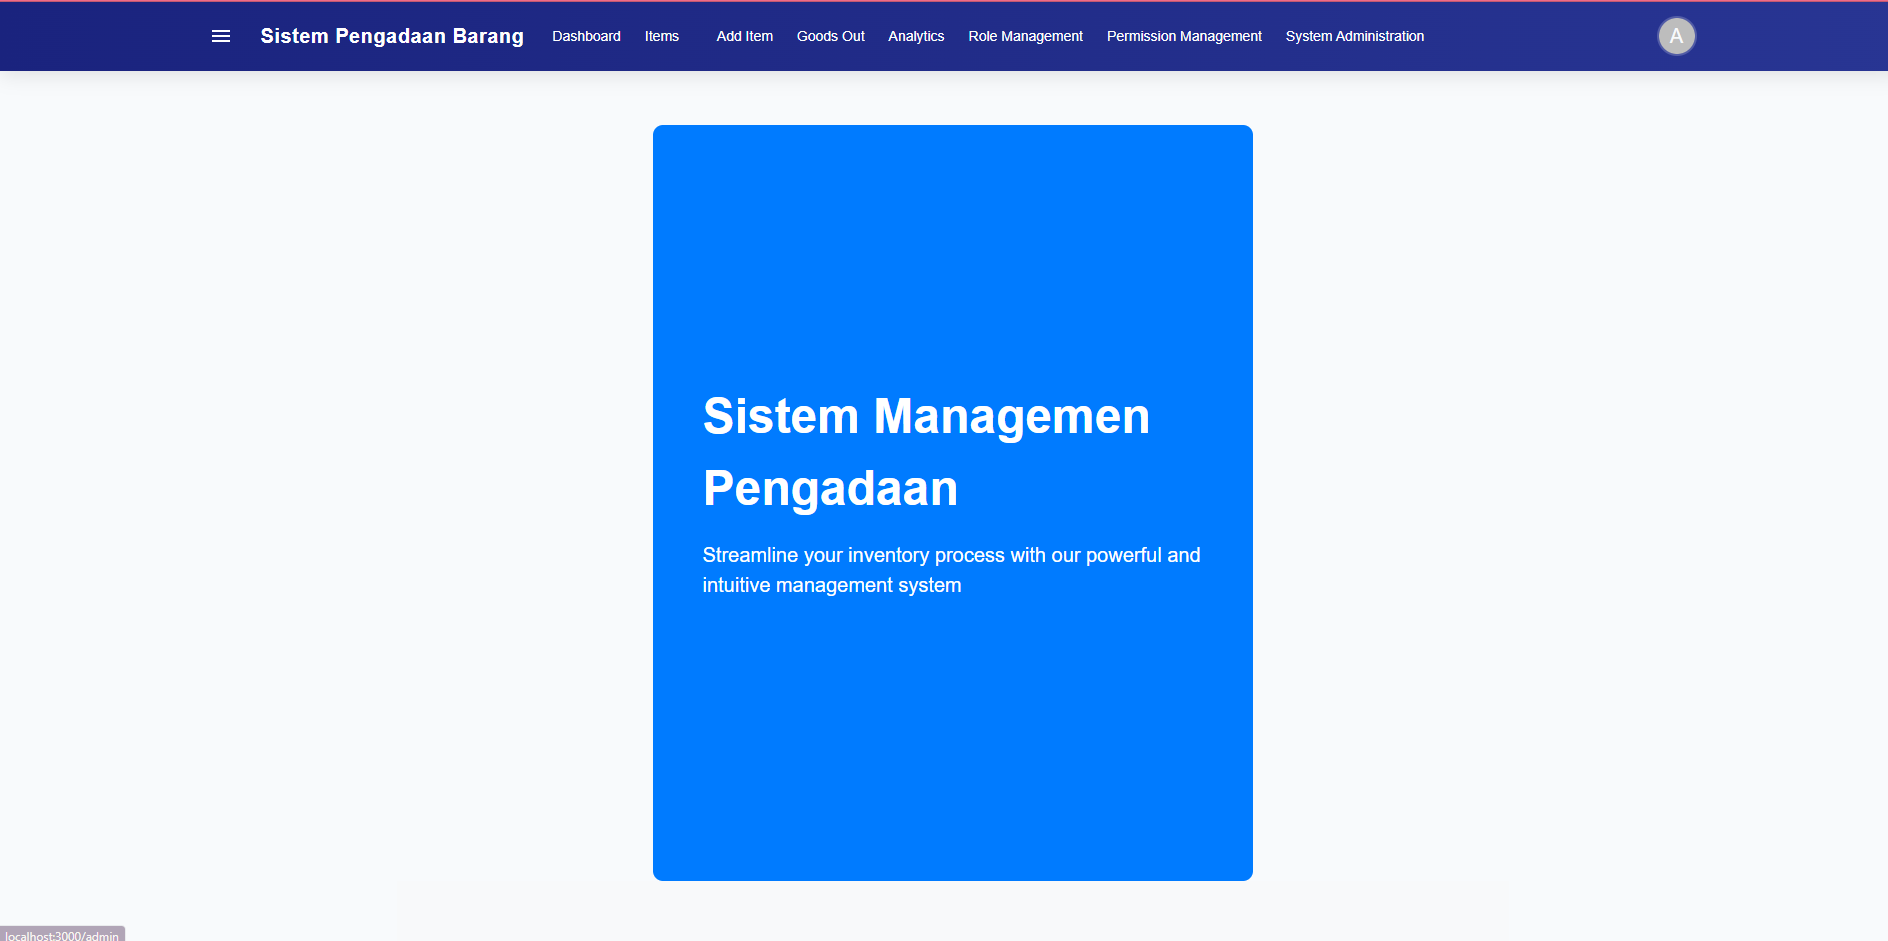 Sistem Pengadaan Barang Dashboard Items Add Item Goods Out Analytics Role Management Permission Management System Administration A
Sistem Managemen
Pengadaan
Streamline your inventory process with our powerful and
intuitive management system
localhost:3000/admin